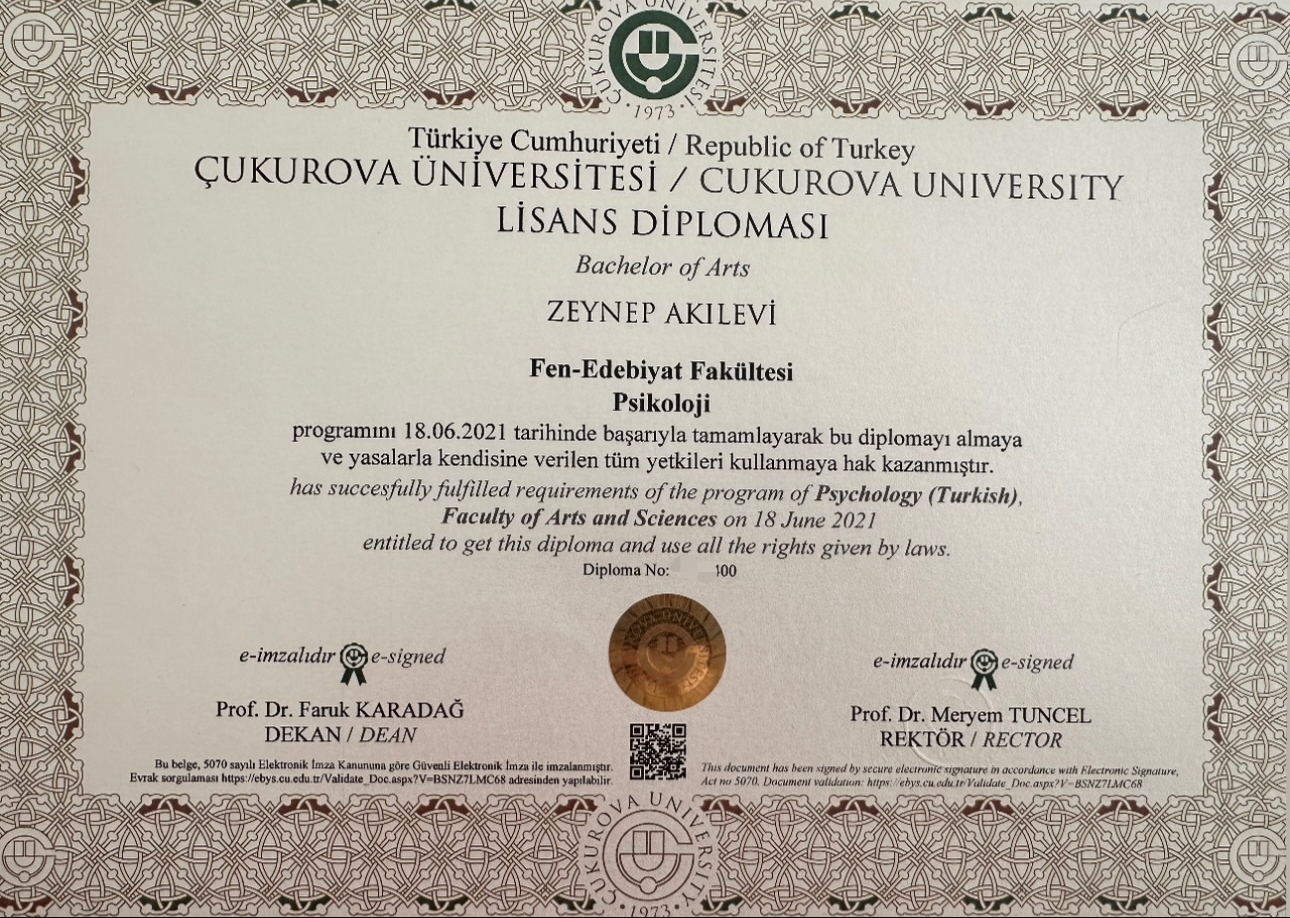 ÇUKUROVA ÜNİVERSİTESİ
• 1973 •
Türkiye Cumhuriyeti / Republic of Turkey
ÇUKUROVA ÜNİVERSİTESİ / CUKUROVA UNIVERSITY
LİSANS DİPLOMASI
Bachelor of Arts
ZEYNEP AKILEVİ
Fen-Edebiyat Fakültesi
Psikoloji
programını 18.06.2021 tarihinde başarıyla tamamlayarak bu diplomayı almaya
ve yasalarla kendisine verilen tüm yetkileri kullanmaya hak kazanmıştır.
has succesfully fulfilled requirements of the program of Psychology (Turkish),
Faculty of Arts and Sciences on 18 June 2021
entitled to get this diploma and use all the rights given by laws.
Diploma No: 00
e-imzalıdır e-signed
Prof. Dr. Faruk KARADAĞ
DEKAN / DEAN
e-imzalıdır e-signed
Prof. Dr. Meryem TUNCEL
REKTÖR / RECTOR
Bu belge, 5070 sayılı Elektronik İmza Kanununa göre Güvenli Elektronik İmza ile imzalanmıştır.
Evrak sorgulaması https://ebys.cu.edu.tr/Validate_Doc.aspx?V=BSNZ7LMC68 adresinden yapılabilir.
This document has been signed by secure electronic signature in accordance with Electronic Signature,
Act no 5070. Document validation: https://ebys.cu.edu.tr/Validate_Doc.aspx?V=BSNZ7LMC68
ÇUKUROVA ÜNİVERSİTESİ
• 1973 •